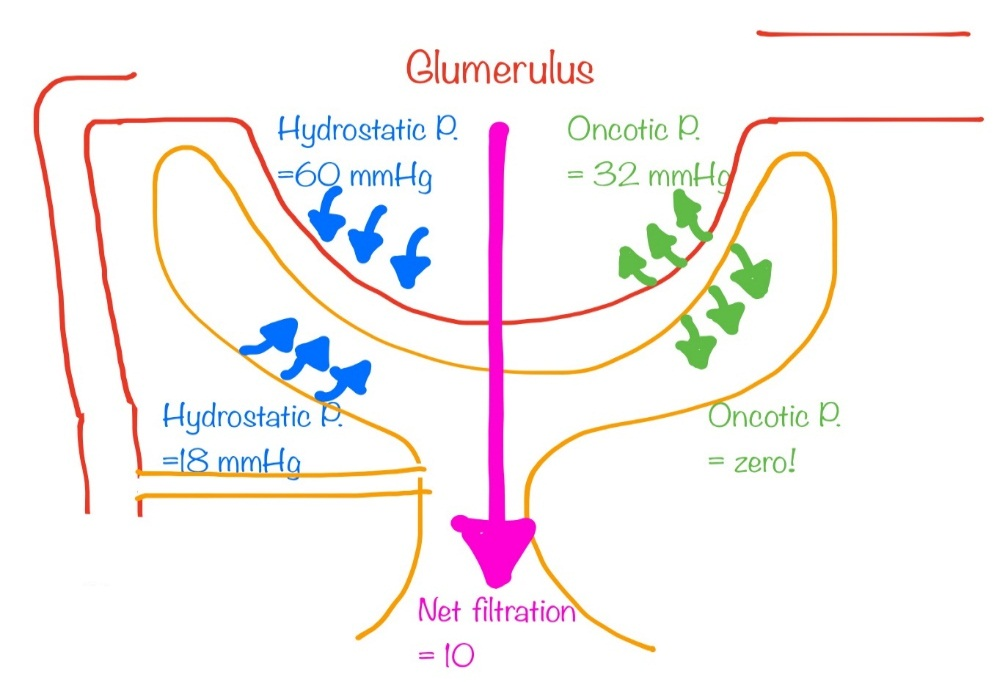 Glumerulus
Hydrostatic P.
=60 mmHg
Oncotic P.
= 32 mmHg
Hydrostatic P.
=18 mmHg
Oncotic P.
= zero!
Net filtration
= 10